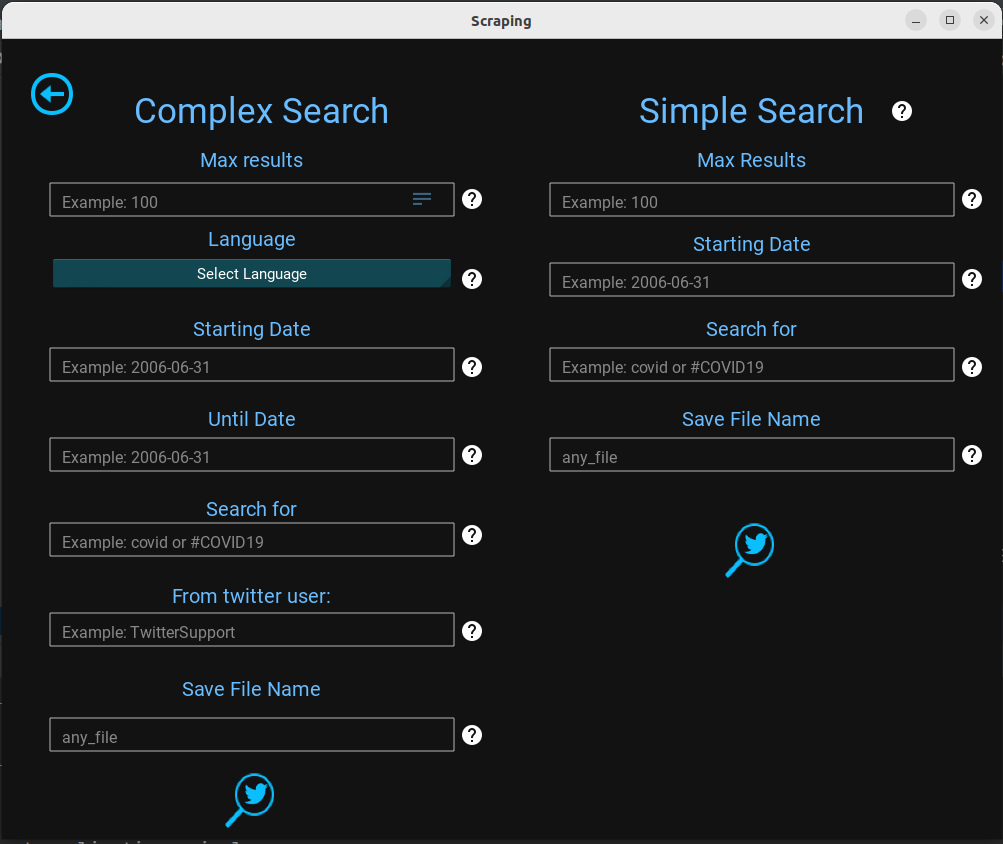 Scraping
Complex Search
Max results
Example: 100
?
Language
Select Language
?
Starting Date
Example: 2006-06-31
?
Until Date
Example: 2006-06-31
?
Search for
Example: covid or #COVID19
?
From twitter user:
Example: TwitterSupport
?
Save File Name
any_file
?
Simple Search
?
Max Results
Example: 100
?
Starting Date
Example: 2006-06-31
?
Search for
Example: covid or #COVID19
?
Save File Name
any_file
?